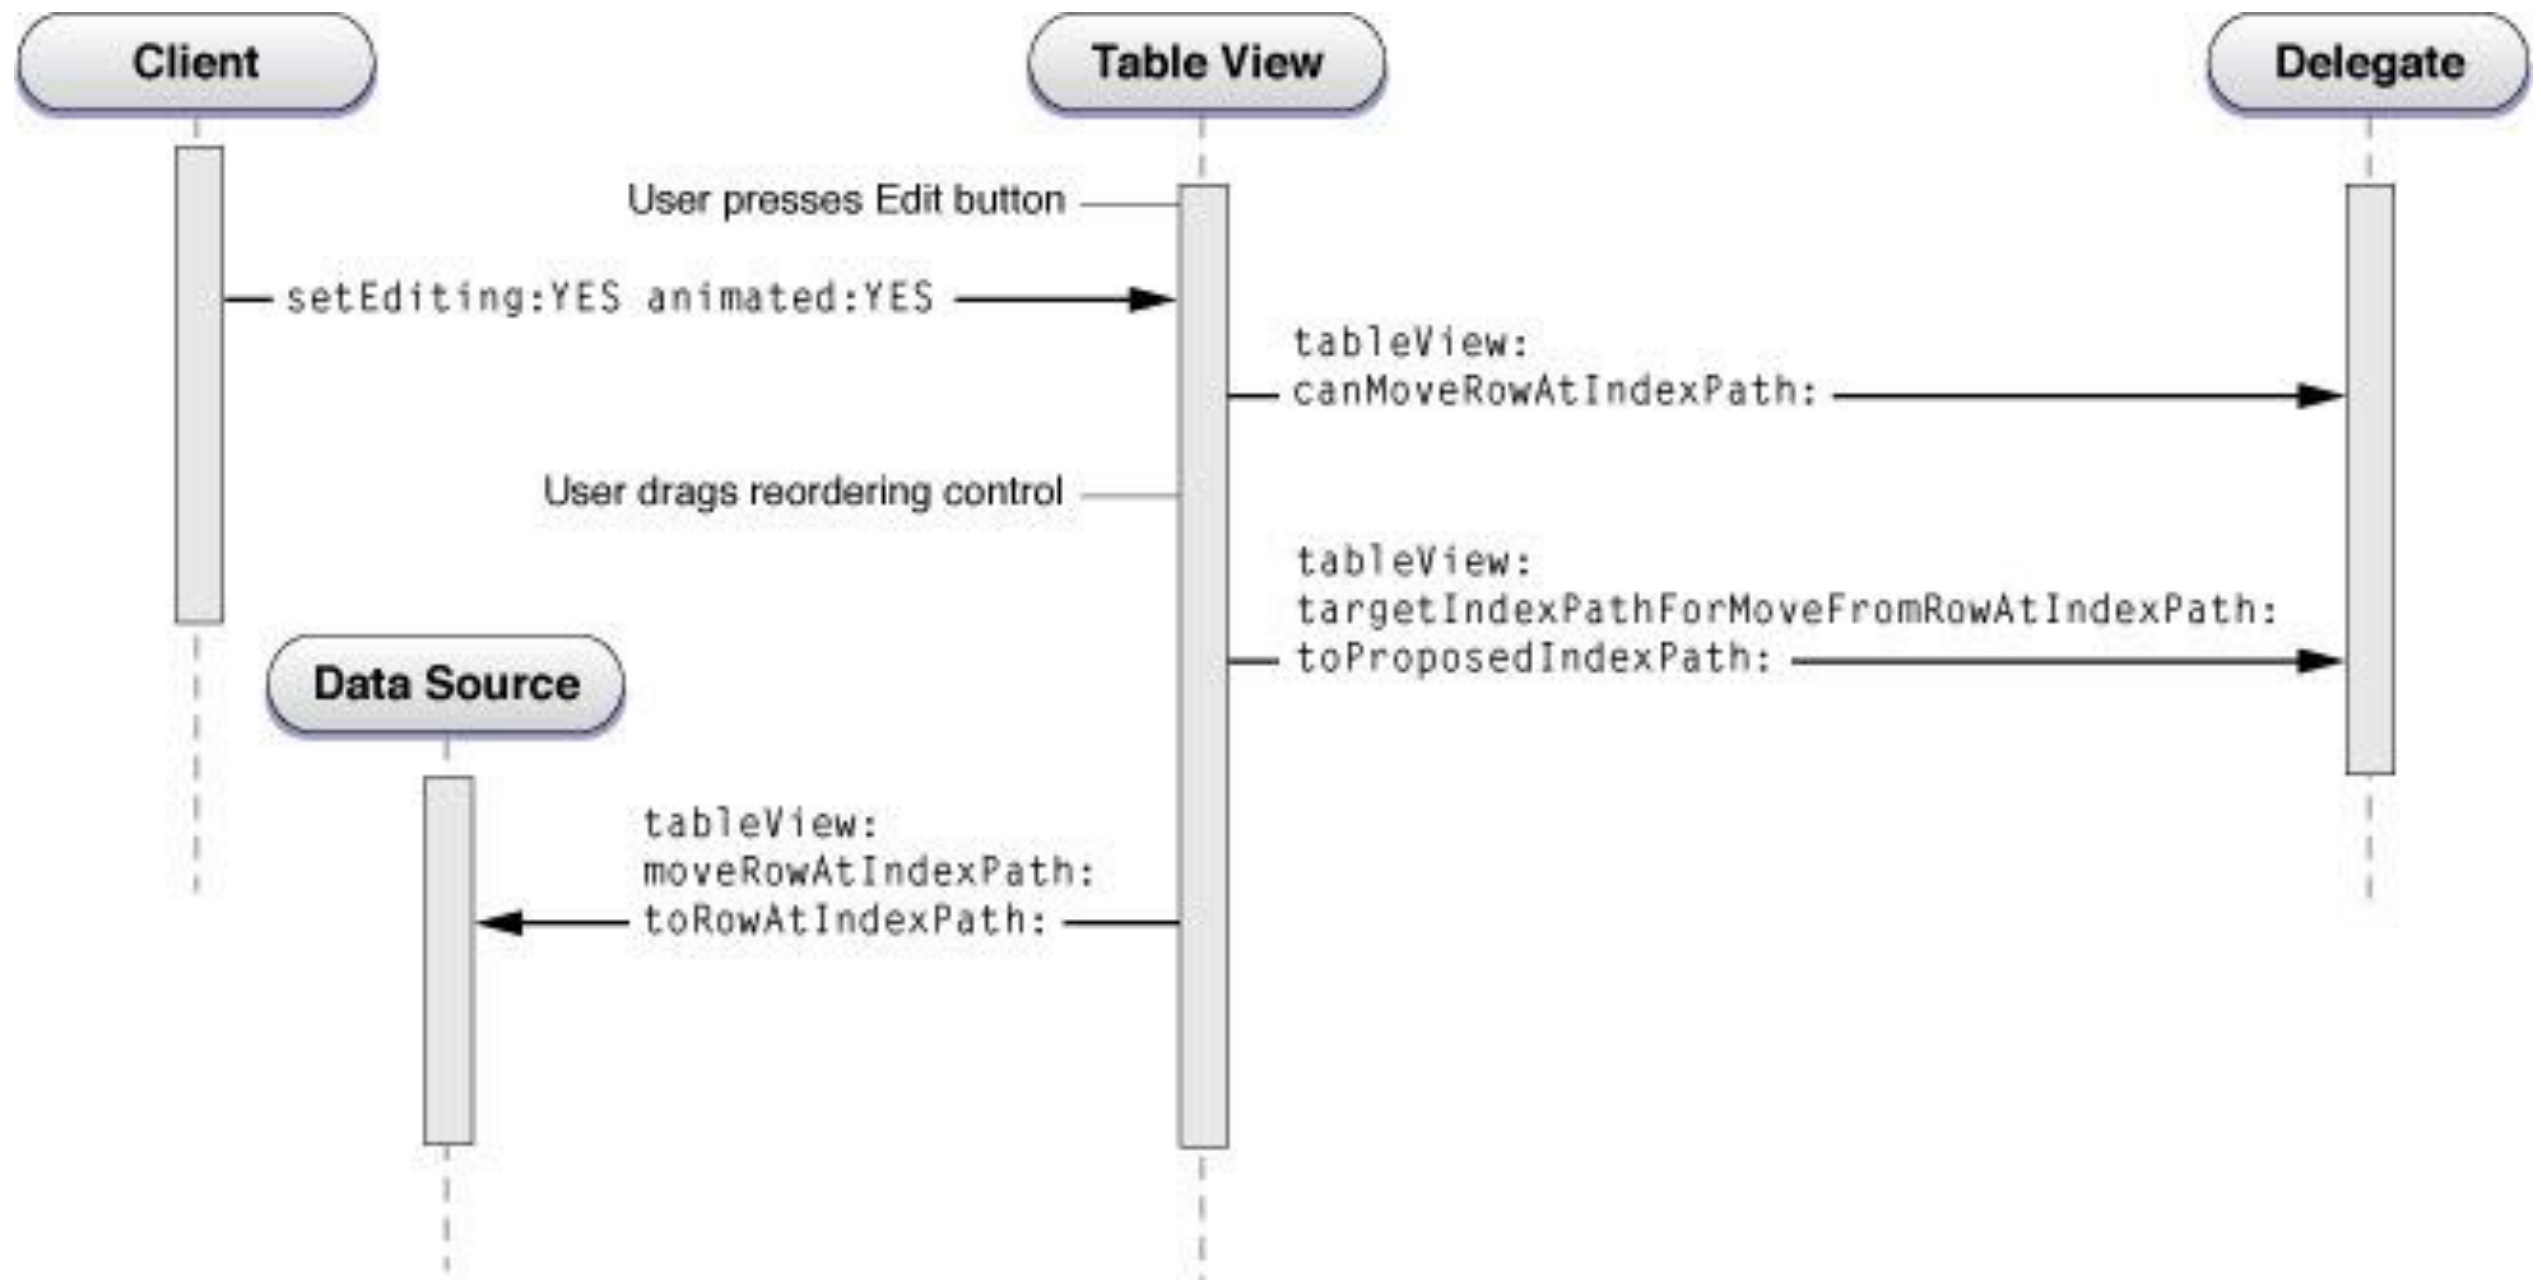 Client
Table View
Delegate
User presses Edit button
setEditing:YES animated:YES
tableView:
canMoveRowAtIndexPath:
User drags reordering control
tableView:
targetIndexPathForMoveFromRowAtIndexPath:
toProposedIndexPath:
Data Source
tableView:
moveRowAtIndexPath:
toRowAtIndexPath: